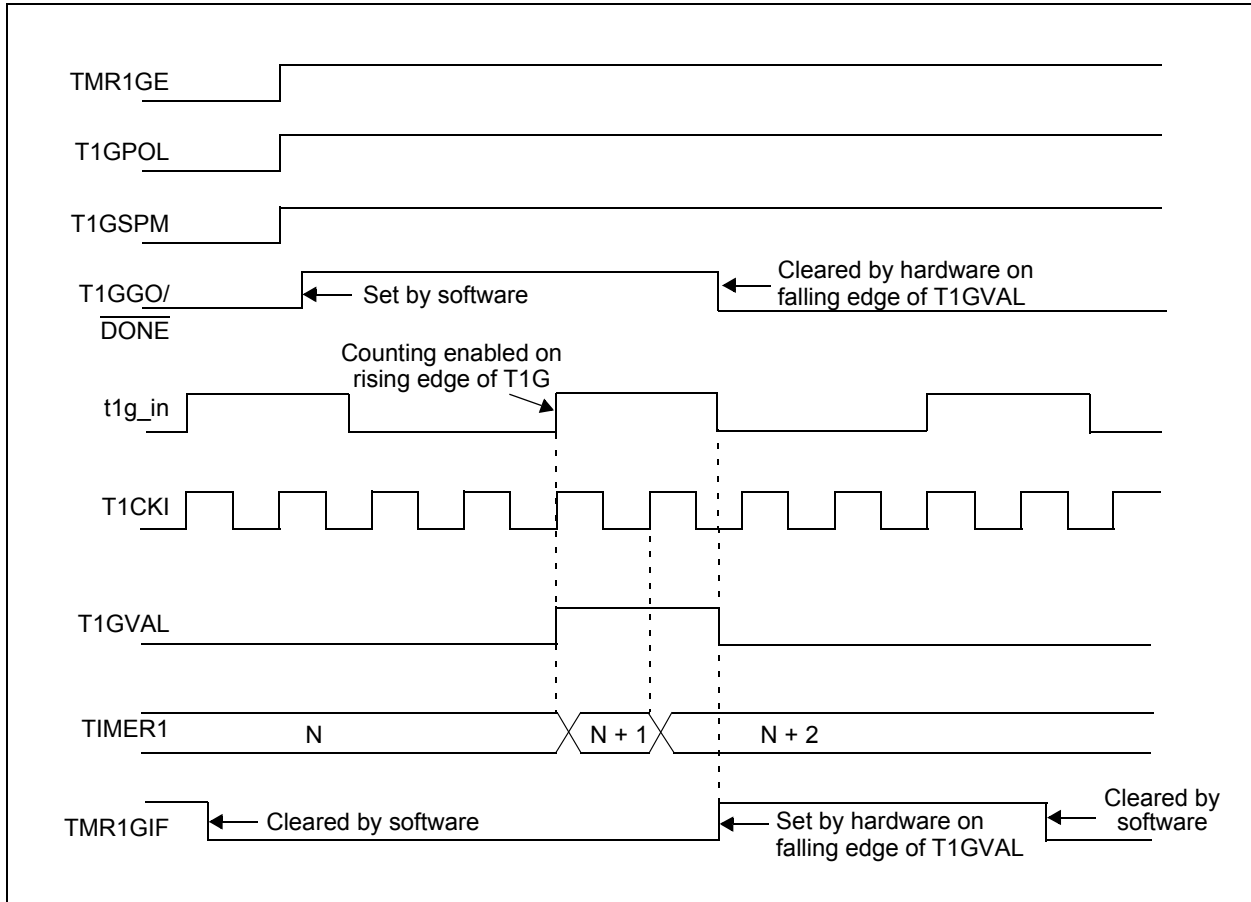 TMR1GE
T1GPOL
T1GSPM
T1GGO/
DONE
Set by software
Cleared by hardware on
falling edge of T1GVAL
Counting enabled on
rising edge of T1G
t1g_in
T1CKI
T1GVAL
TIMER1
N
N + 1
N + 2
TMR1GIF
Cleared by software
Set by hardware on
falling edge of T1GVAL
Cleared by
software